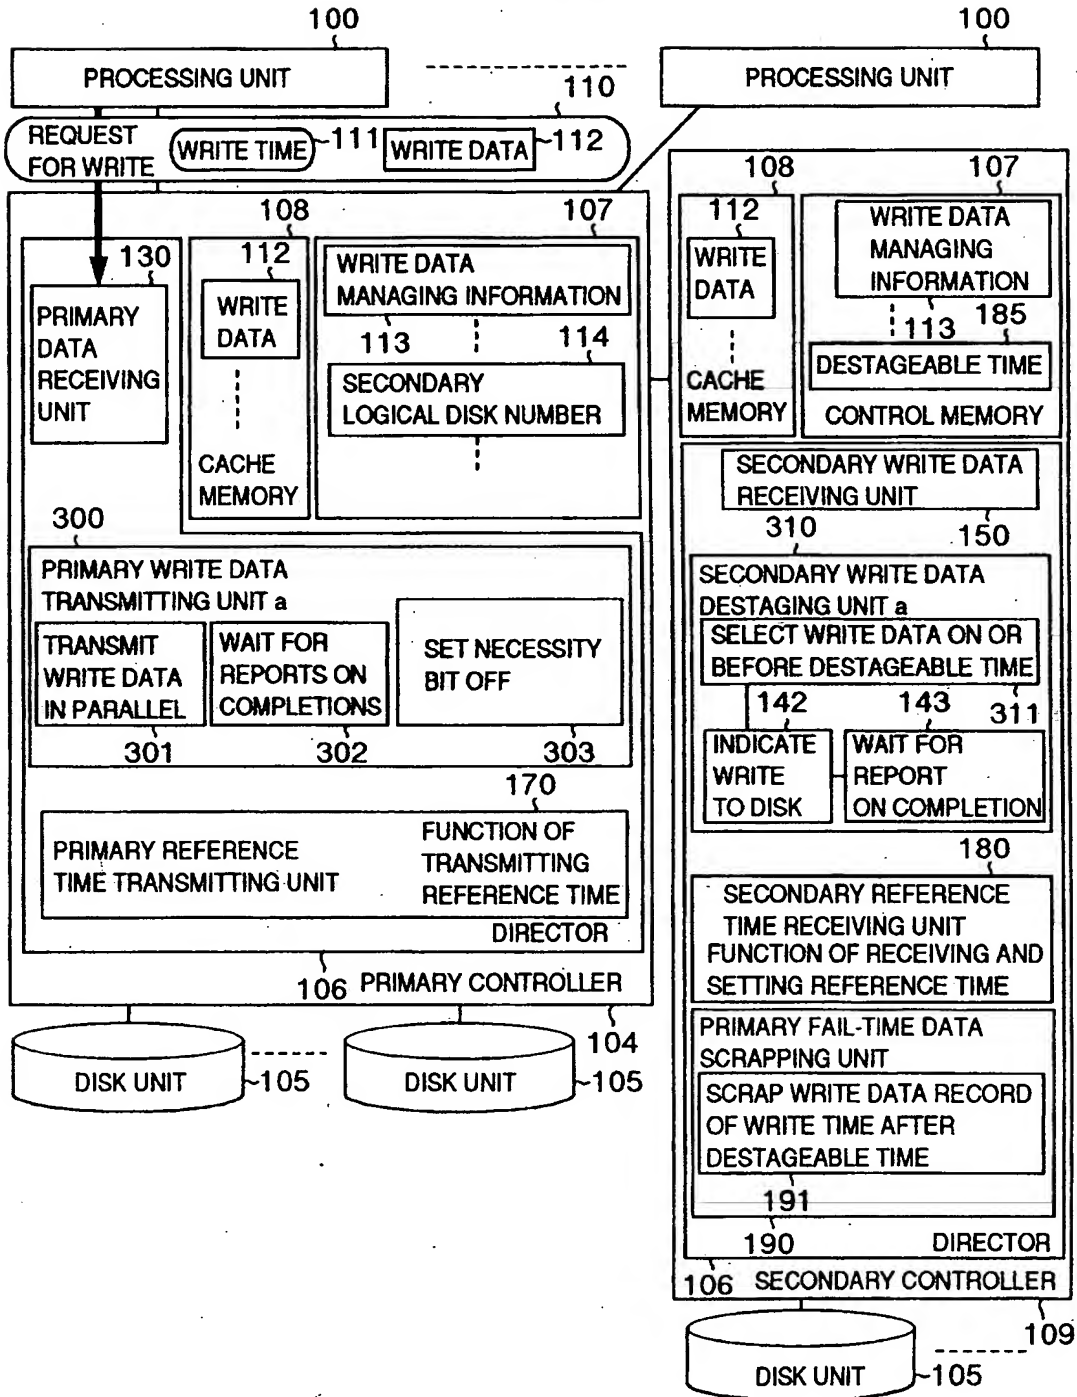 100
PROCESSING UNIT
100
PROCESSING UNIT
110
REQUEST
FOR WRITE
WRITE TIME
111
WRITE DATA
112
108
107
130
PRIMARY
DATA
RECEIVING
UNIT
112
WRITE
DATA
CACHE
MEMORY
WRITE DATA
MANAGING INFORMATION
113
114
SECONDARY
LOGICAL DISK NUMBER
300
PRIMARY WRITE DATA
TRANSMITTING UNIT a
TRANSMIT
WRITE DATA
IN PARALLEL
301
WAIT FOR
REPORTS ON
COMPLETIONS
302
SET NECESSITY
BIT OFF
303
170
PRIMARY REFERENCE
TIME TRANSMITTING UNIT
FUNCTION OF
TRANSMITTING
REFERENCE TIME
DIRECTOR
106
PRIMARY CONTROLLER
104
DISK UNIT
105
DISK UNIT
105
108
107
112
WRITE
DATA
CACHE
MEMORY
WRITE DATA
MANAGING
INFORMATION
113
185
DESTAGEABLE TIME
CONTROL MEMORY
SECONDARY WRITE DATA
RECEIVING UNIT
150
310
SECONDARY WRITE DATA
DESTAGING UNIT a
SELECT WRITE DATA ON OR
BEFORE DESTAGEABLE TIME
311
142
143
INDICATE
WRITE
TO DISK
WAIT FOR
REPORT
ON COMPLETION
180
SECONDARY REFERENCE
TIME RECEIVING UNIT
FUNCTION OF RECEIVING AND
SETTING REFERENCE TIME
PRIMARY FAIL-TIME DATA
SCRAPPING UNIT
SCRAP WRITE DATA RECORD
OF WRITE TIME AFTER
DESTAGEABLE TIME
191
190
DIRECTOR
106
SECONDARY CONTROLLER
109
DISK UNIT
105